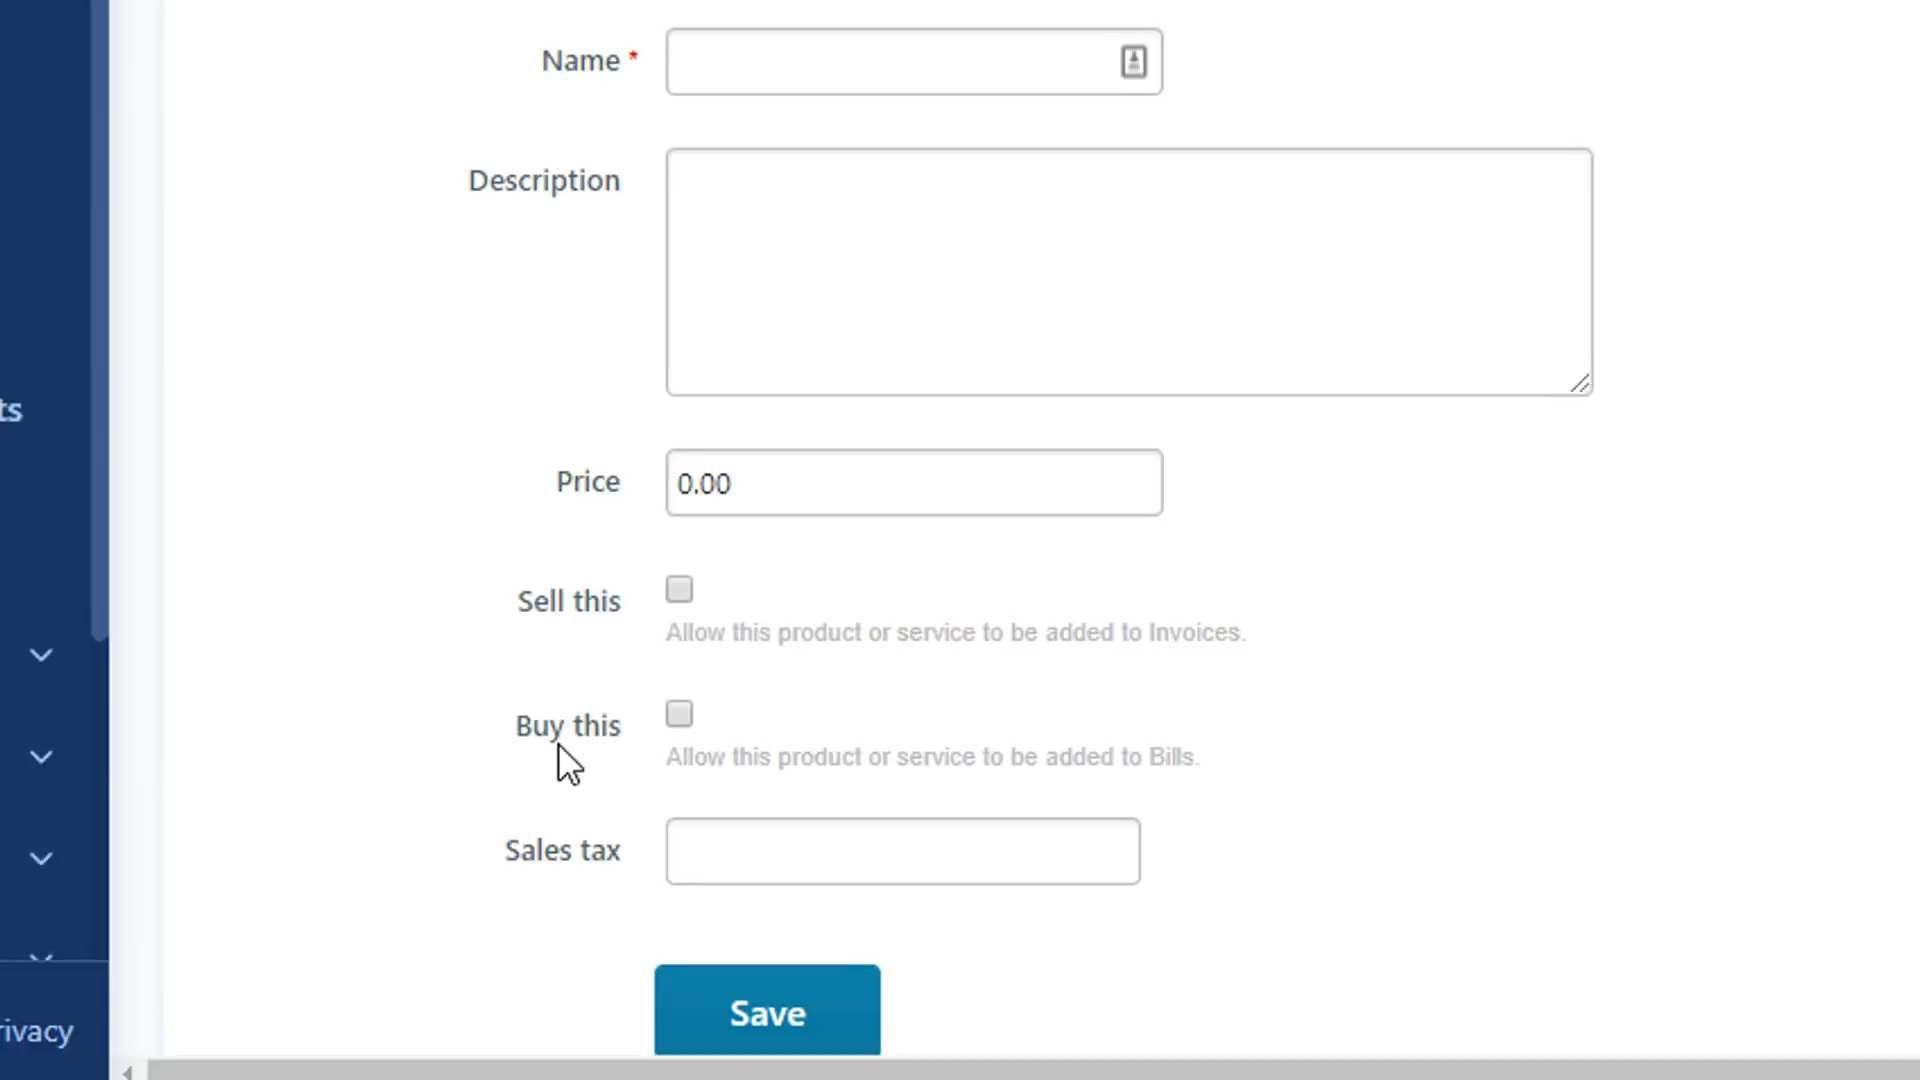 Name *
Description
ts
Price
0.00
Sell this
Allow this product or service to be added to Invoices.
Buy this
Allow this product or service to be added to Bills.
Sales tax
Save
rivacy